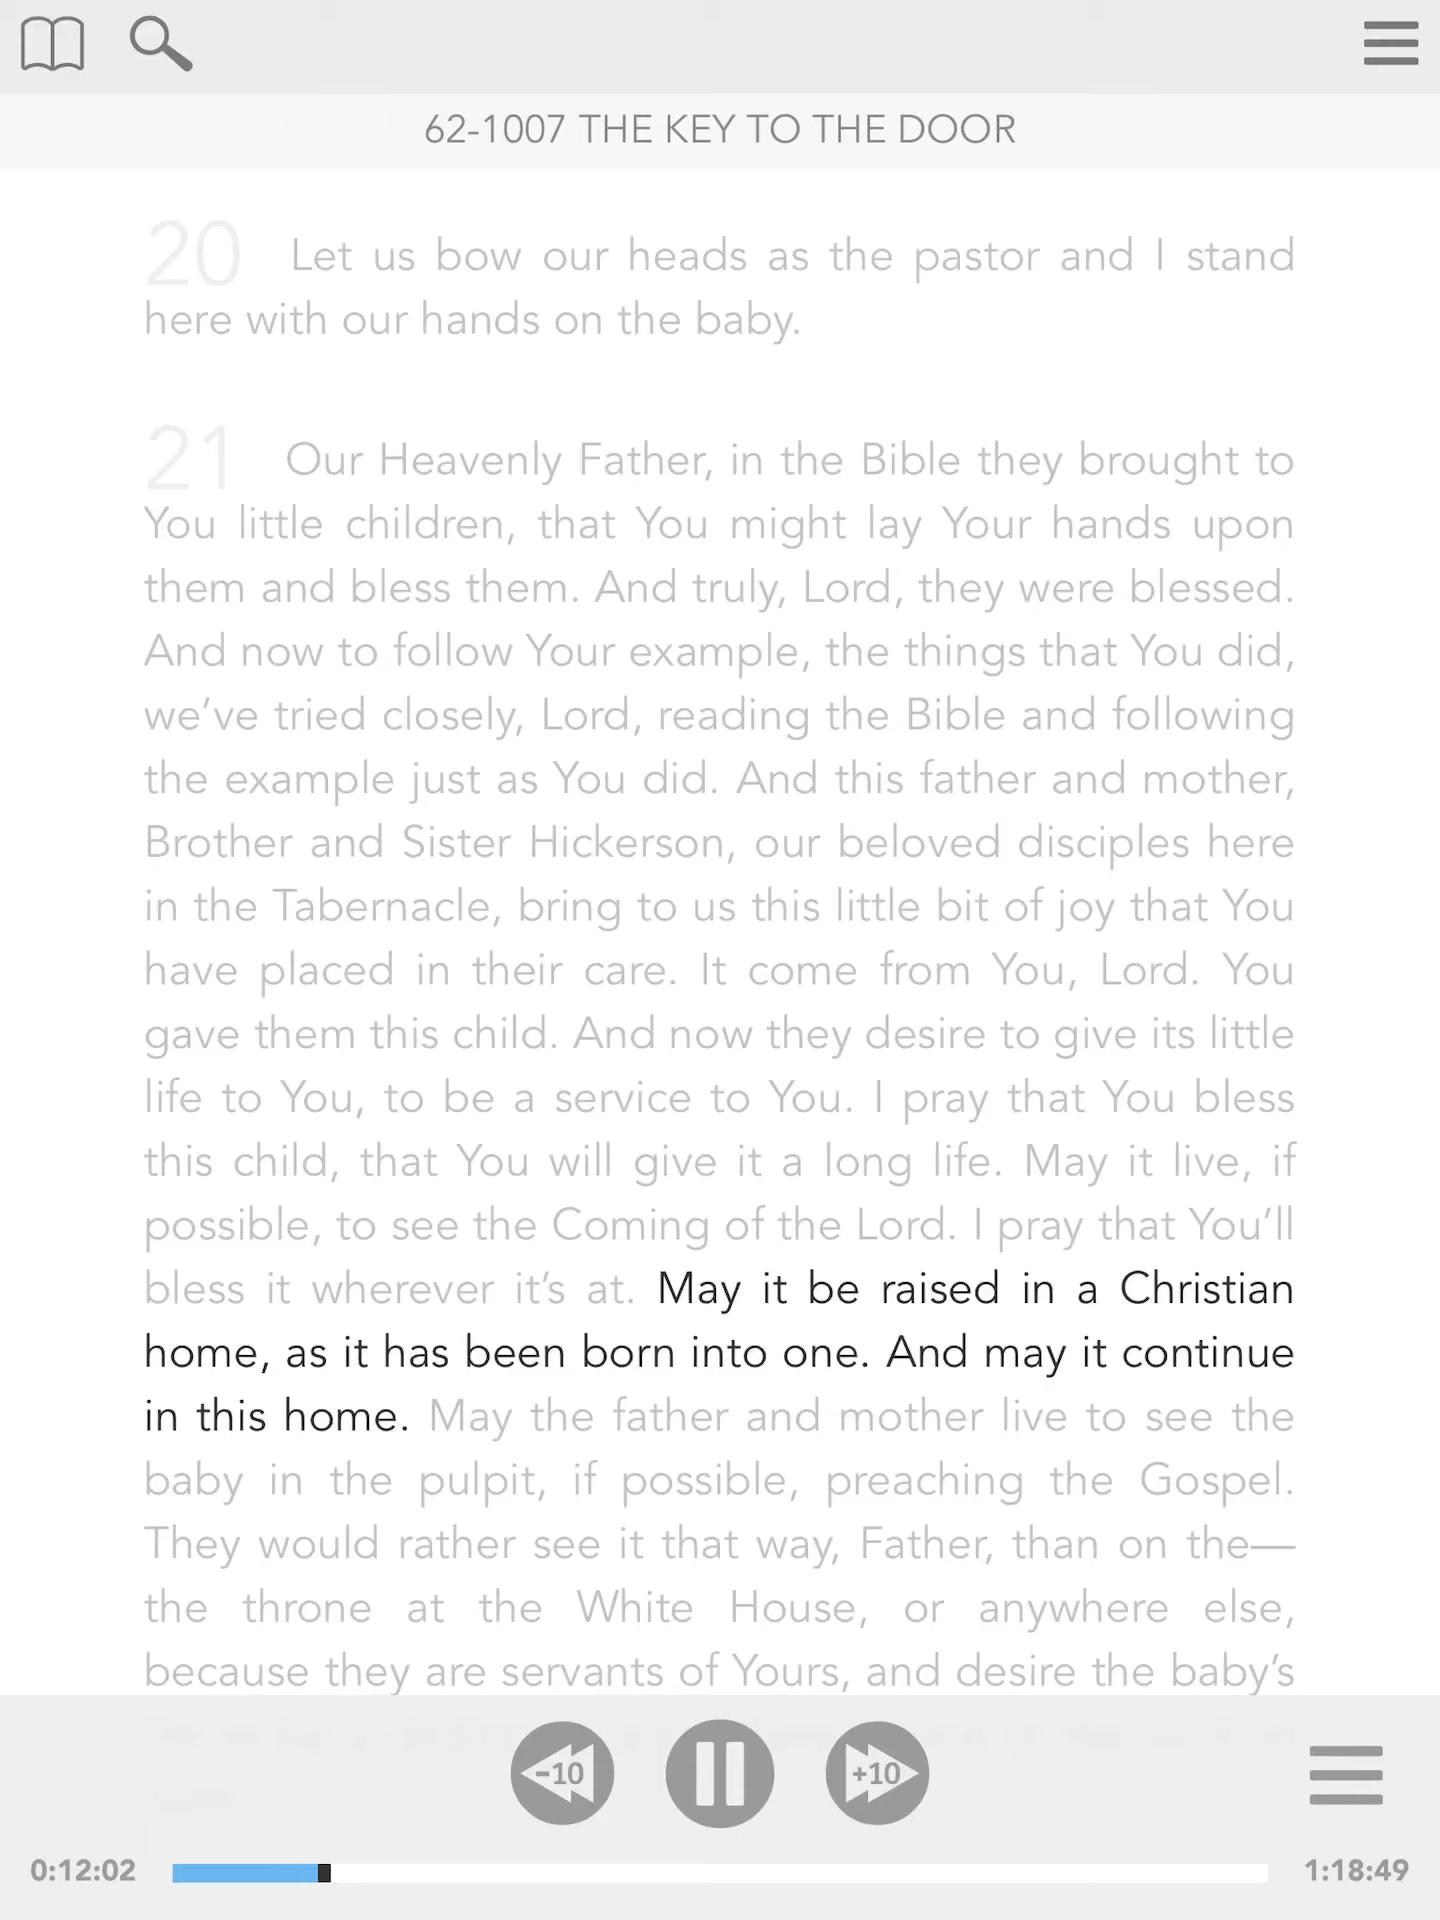 62-1007 THE KEY TO THE DOOR
20 Let us bow our heads as the pastor and I stand
here with our hands on the baby.
21 Our Heavenly Father, in the Bible they brought to
You little children, that You might lay Your hands upon
them and bless them. And truly, Lord, they were blessed.
And now to follow Your example, the things that You did,
we’ve tried closely, Lord, reading the Bible and following
the example just as You did. And this father and mother,
Brother and Sister Hickerson, our beloved disciples here
in the Tabernacle, bring to us this little bit of joy that You
have placed in their care. It come from You, Lord. You
gave them this child. And now they desire to give its little
life to You, to be a service to You. I pray that You bless
this child, that You will give it a long life. May it live, if
possible, to see the Coming of the Lord. I pray that You’ll
bless it wherever it’s at. May it be raised in a Christian
home, as it has been born into one. And may it continue
in this home. May the father and mother live to see the
baby in the pulpit, if possible, preaching the Gospel.
They would rather see it that way, Father, than on the—
the throne at the White House, or anywhere else,
because they are servants of Yours, and desire the baby’s
-10 +10
0:12:02 1:18:49